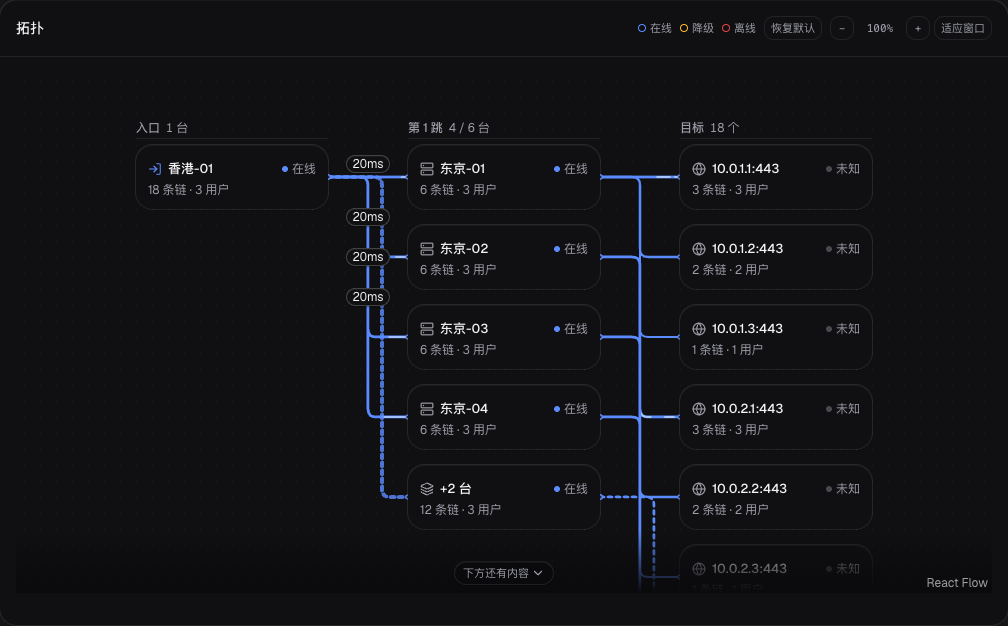 拓扑
在线 降级 离线 恢复默认 − 100% + 适应窗口
入口 1 台
第 1 跳 4 / 6 台
目标 18 个
香港-01 在线
18 条链 · 3 用户
20ms
20ms
20ms
20ms
东京-01 在线
6 条链 · 3 用户
东京-02 在线
6 条链 · 3 用户
东京-03 在线
6 条链 · 3 用户
东京-04 在线
6 条链 · 3 用户
+2 台 在线
12 条链 · 3 用户
10.0.1.1:443 未知
3 条链 · 3 用户
10.0.1.2:443 未知
2 条链 · 2 用户
10.0.1.3:443 未知
1 条链 · 1 用户
10.0.2.1:443 未知
3 条链 · 3 用户
10.0.2.2:443 未知
2 条链 · 2 用户
10.0.2.3:443 未知
1 条链 · 1 用户
下方还有内容
React Flow